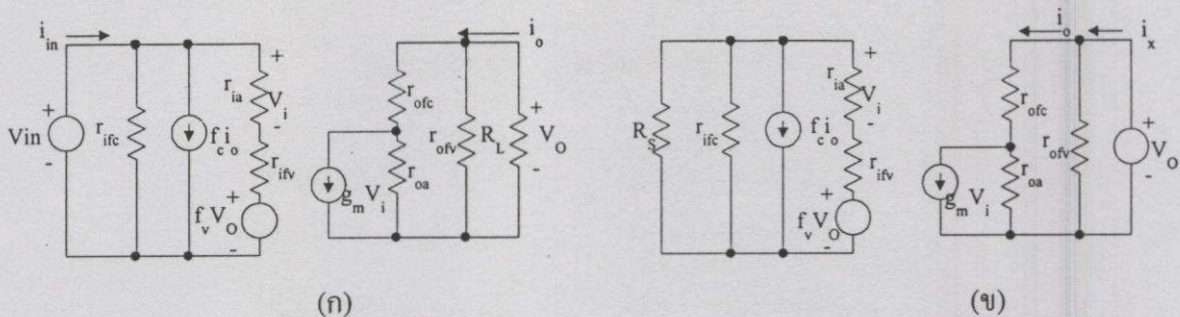 i_in
i_o
+
r_ia
V_i
-
r_ofc
+
Vin
-
r_ifc
f_c i_o
r_ifv
+
f_v V_O
-
r_ofv
R_L
+
V_O
-
r_oa
g_m V_i
(ก)
i_o
i_x
+
r_ia
V_i
-
r_ofc
R_S
r_ifc
f_c i_o
r_ifv
+
f_v V_O
-
r_ofv
+
V_O
-
r_oa
g_m V_i
(ข)